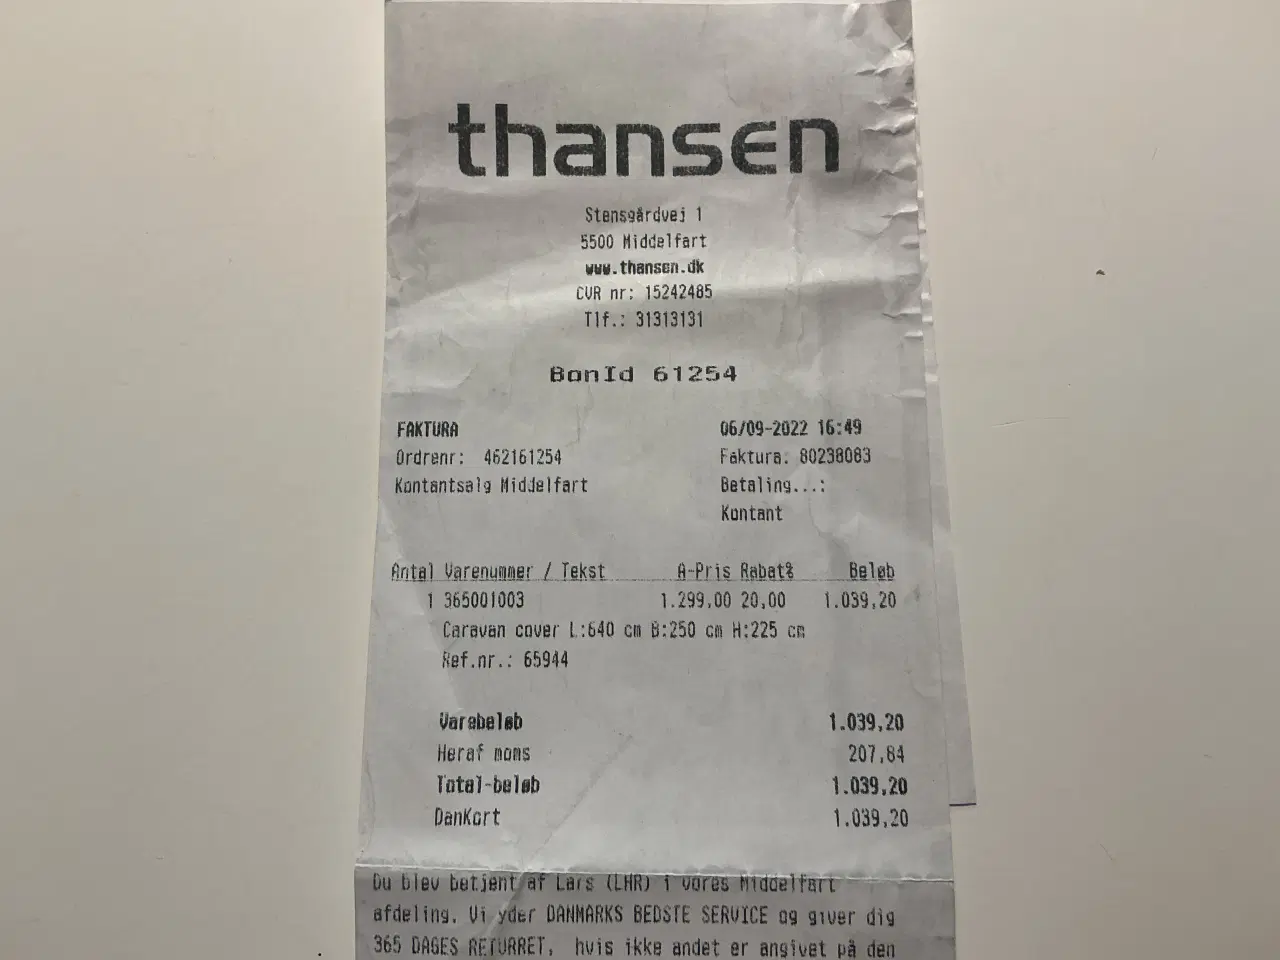 thansen
Stensgårdvej 1
5500 Middelfart
www.thansen.dk
CVR nr: 15242485
Tlf.: 31313131
BonId 61254
FAKTURA 06/09-2022 16:49
Ordrenr: 462161254 Faktura. 80238083
Kontantsalg Middelfart Betaling...:
Kontant
Antal Varenummer / Tekst A-Pris Rabat% Beløb
1 365001003 1.299,00 20,00 1.039,20
Caravan cover L:640 cm B:250 cm H:225 cm
Ref.nr.: 65944
Varebeløb 1.039,20
Heraf moms 207,84
Total-beløb 1.039,20
DanKort 1.039,20
Du blev betjent af Lars (LHR) i vores Middelfart
afdeling. Vi yder DANMARKS BEDSTE SERVICE og giver dig
365 DAGES RETURRET, hvis ikke andet er angivet på den